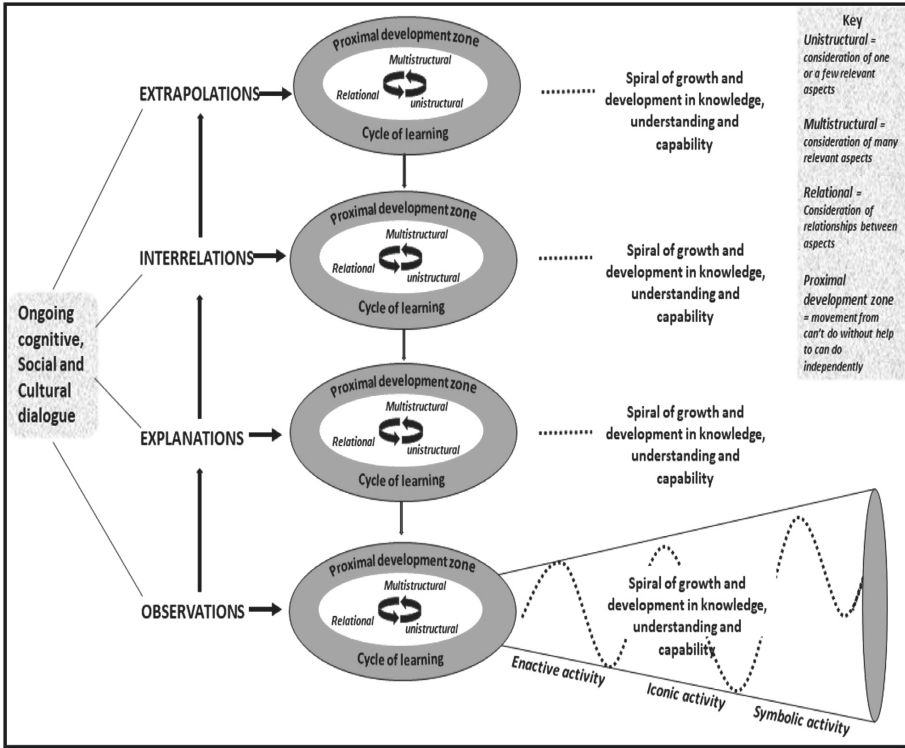 Proximal development zone
Multistructural
Relational
unistructural
Cycle of learning
EXTRAPOLATIONS
Spiral of growth and
development in knowledge,
understanding and
capability
Key
Unistructural =
consideration of one
or a few relevant
aspects
Multistructural =
consideration of many
relevant aspects
Relational =
Consideration of
relationships between
aspects
Proximal
development zone
= movement from
can't do without help
to can do
independently
Proximal development zone
Multistructural
Relational
unistructural
Cycle of learning
INTERRELATIONS
Spiral of growth and
development in knowledge,
understanding and
capability
Ongoing
cognitive,
Social and
Cultural
dialogue
Proximal development zone
Multistructural
Relational
unistructural
Cycle of learning
EXPLANATIONS
Spiral of growth and
development in knowledge,
understanding and
capability
Proximal development zone
Multistructural
Relational
unistructural
Cycle of learning
OBSERVATIONS
Spiral of growth and
development in knowledge,
understanding and
capability
Enactive activity
Iconic activity
Symbolic activity